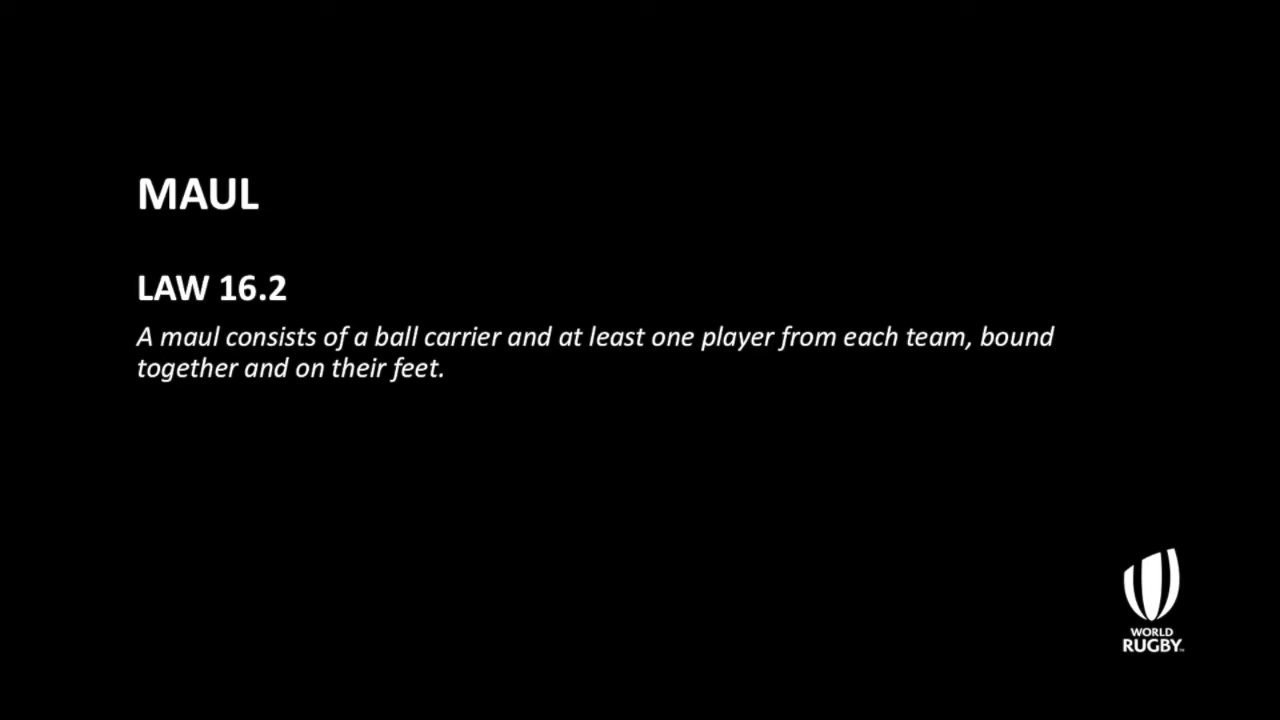 MAUL
LAW 16.2
A maul consists of a ball carrier and at least one player from each team, bound
together and on their feet.
WORLD
RUGBY™